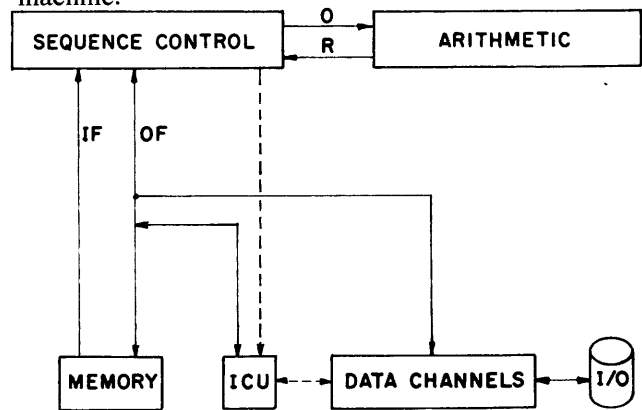 machine.
O
SEQUENCE CONTROL
ARITHMETIC
R
IF
OF
MEMORY
ICU
DATA CHANNELS
I/O